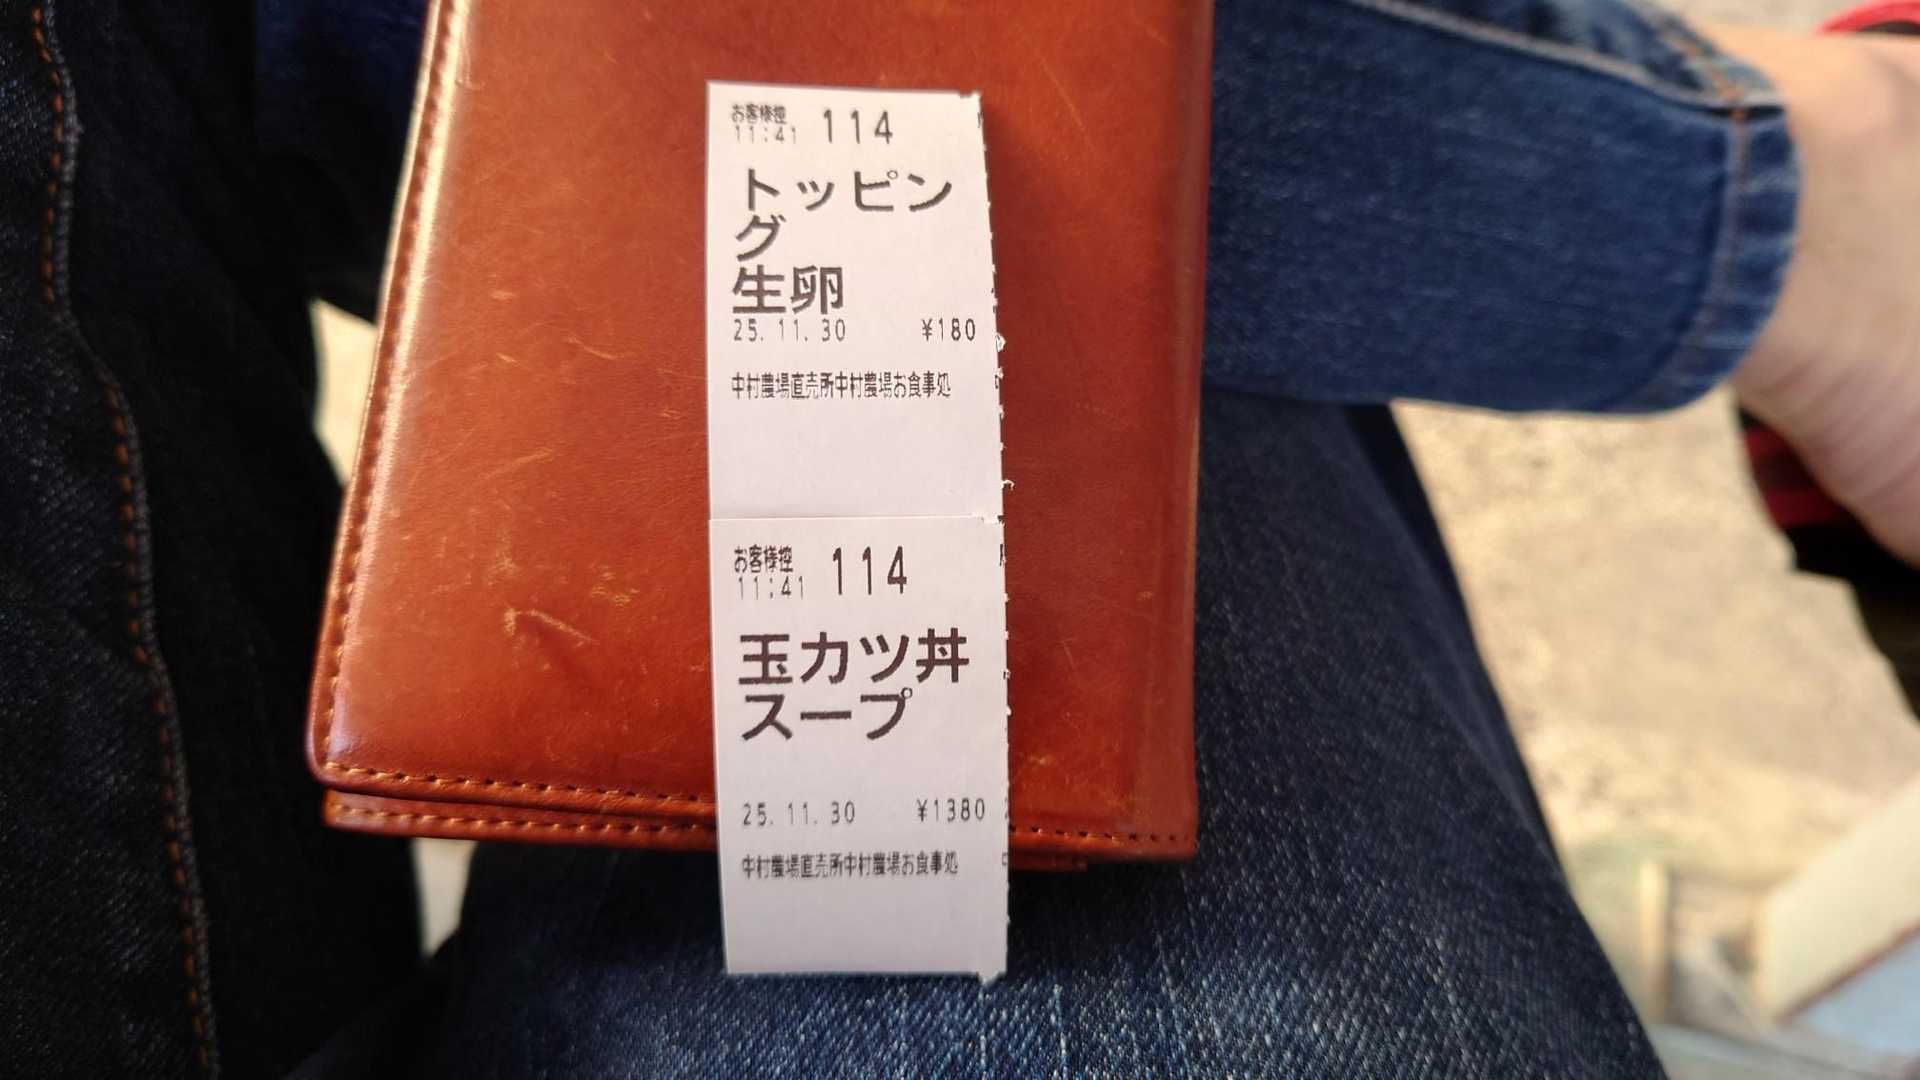 お客様控
11:41 114
トッピン
グ
生卵
25.11.30 ¥180
中村農場直売所中村農場お食事処
お客様控
11:41 114
玉カツ丼
スープ
25.11.30 ¥1380
中村農場直売所中村農場お食事処